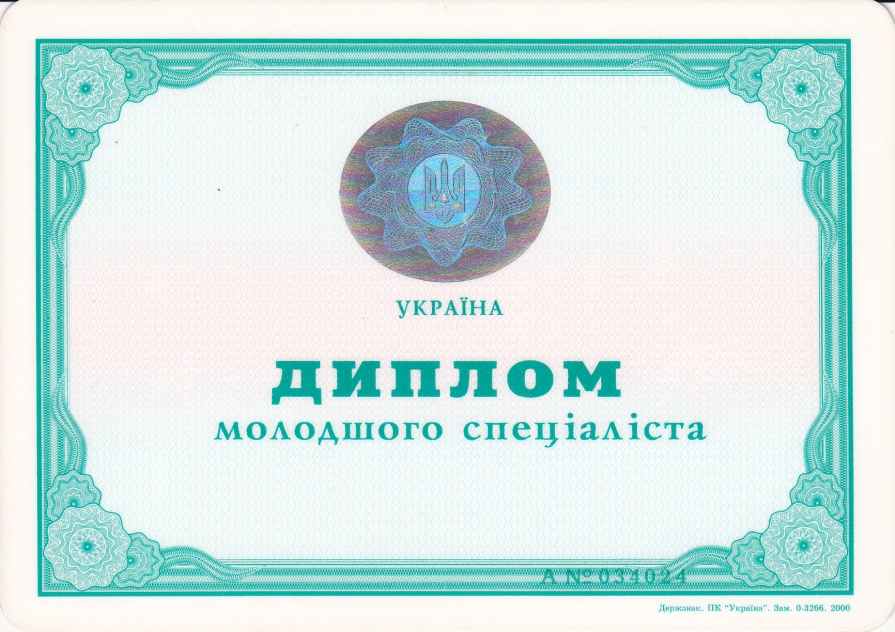 УКРАЇНА
ДИПЛОМ
молодшого спеціаліста
А № 034024
Держзнак. ПК “Україна”. Зам. 0-3266. 2000